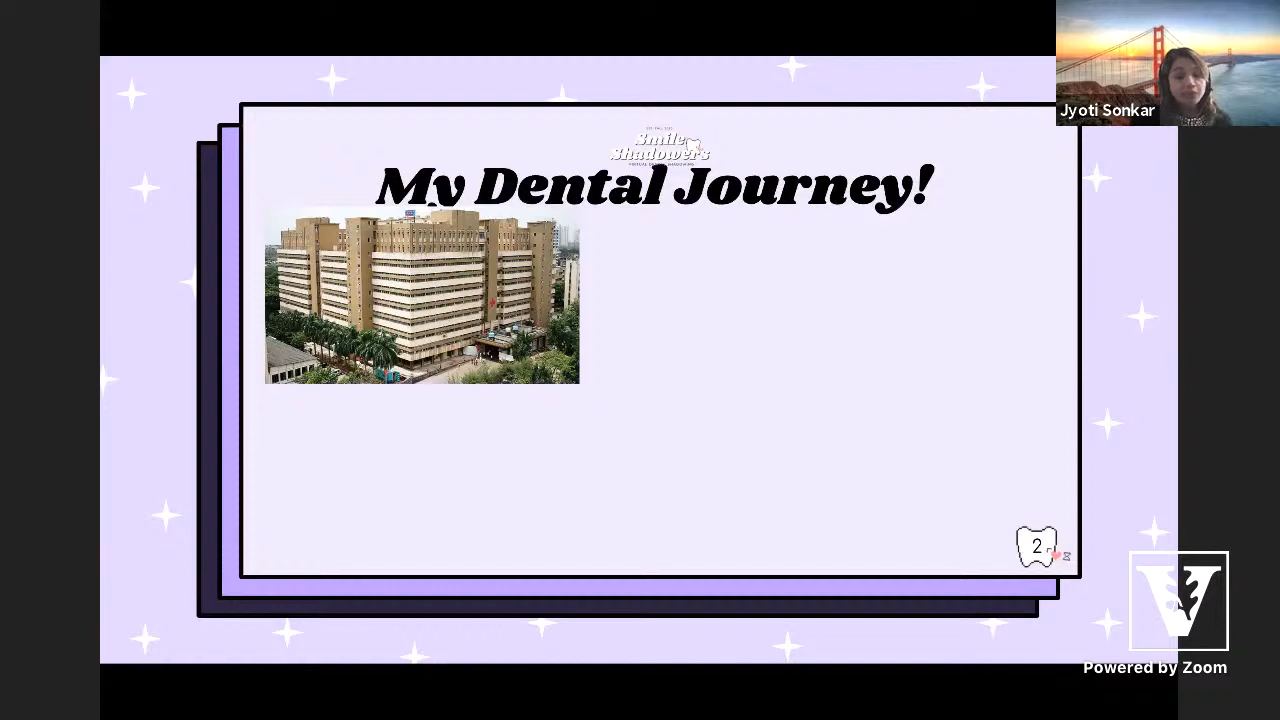 Jyoti Sonkar
Smile
Shadowers
My Dental Journey!
2
V
Powered by Zoom